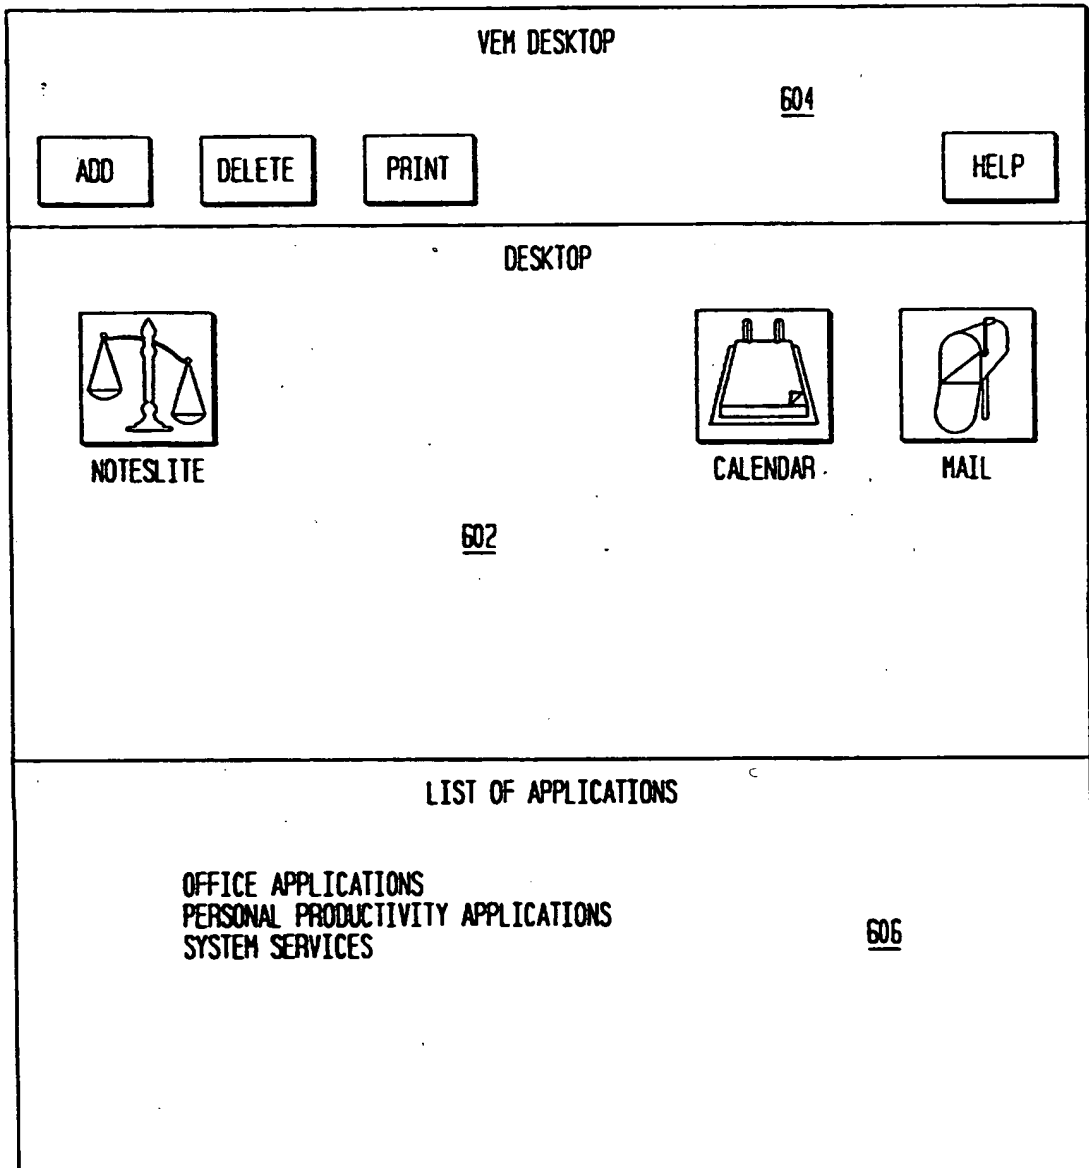 VEM DESKTOP
604
ADD DELETE PRINT HELP
DESKTOP
NOTESLITE CALENDAR MAIL
602
LIST OF APPLICATIONS
OFFICE APPLICATIONS
PERSONAL PRODUCTIVITY APPLICATIONS
SYSTEM SERVICES
606